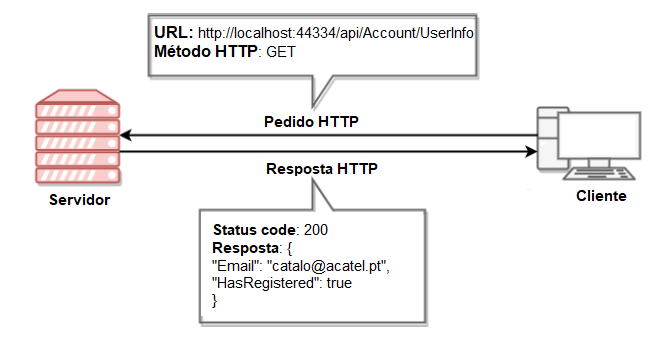 URL: http://localhost:44334/api/Account/UserInfo
Método HTTP: GET
Pedido HTTP
Resposta HTTP
Servidor
Cliente
Status code: 200
Resposta: {
"Email": "catalo@acatel.pt",
"HasRegistered": true
}